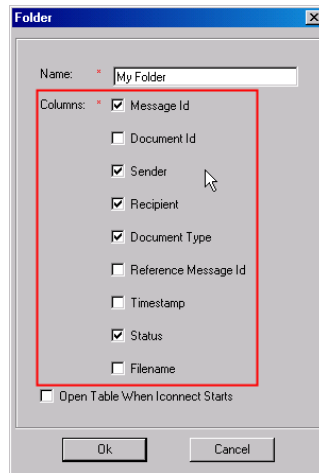 Folder
Name: * My Folder
Columns: * Message Id
Document Id
Sender
Recipient
Document Type
Reference Message Id
Timestamp
Status
Filename
Open Table When Iconnect Starts
Ok Cancel